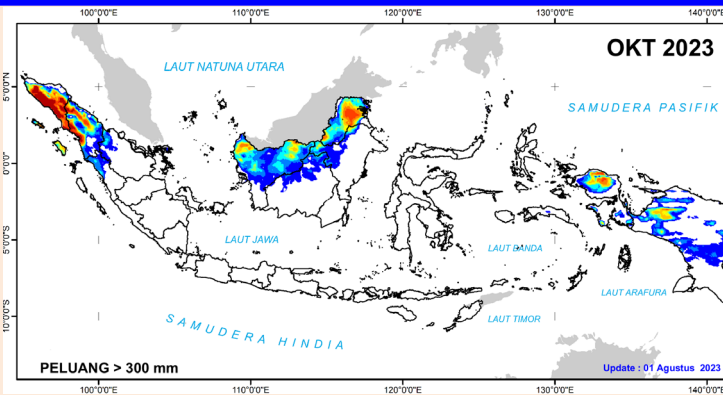 100°0'0"E 110°0'0"E 120°0'0"E 130°0'0"E 140°0'0"
OKT 2023
LAUT NATUNA UTARA
5°0'0"N
SAMUDERA PASIFIK
0°0'0"
LAUT JAWA
LAUT BANDA
5°0'0"S
LAUT ARAFURA
10°0'0"S
SAMUDERA HINDIA
LAUT TIMOR
PELUANG > 300 mm
Update : 01 Agustus 2023
100°0'0"E 110°0'0"E 120°0'0"E 130°0'0"E 140°0'0"